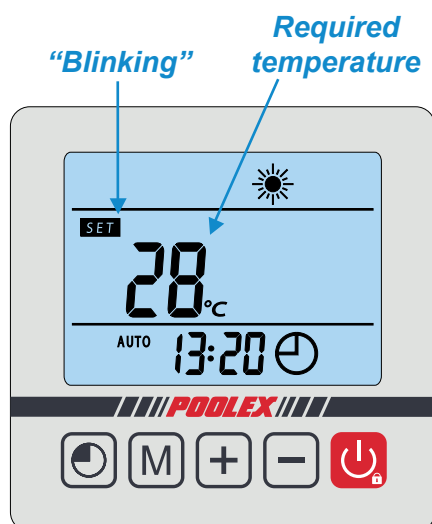 Required
“Blinking” temperature
SET
28°C
AUTO 13:20
POOLEX
M + −